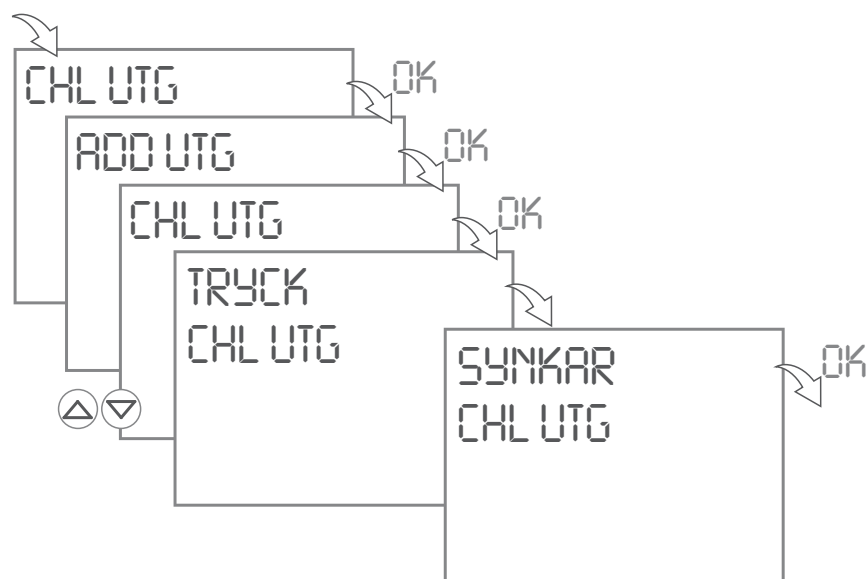 CHL UTG
OK
ADD UTG
OK
CHL UTG
OK
TRYCK
CHL UTG
SYNKAR
CHL UTG
OK